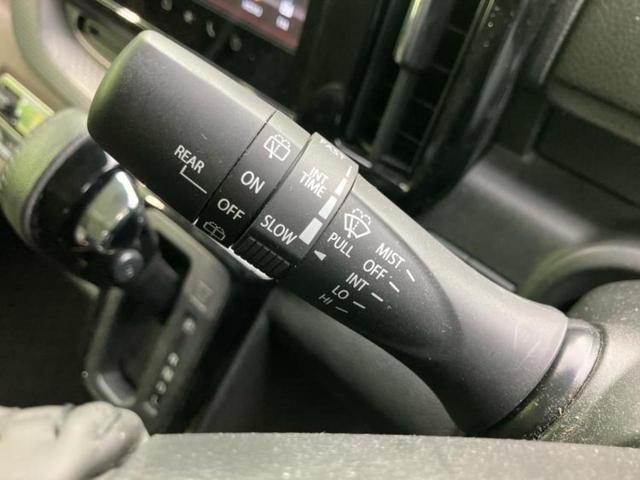 REAR
ON
OFF
FAST
INT
TIME
SLOW
PULL
MIST
OFF
INT
LO
HI